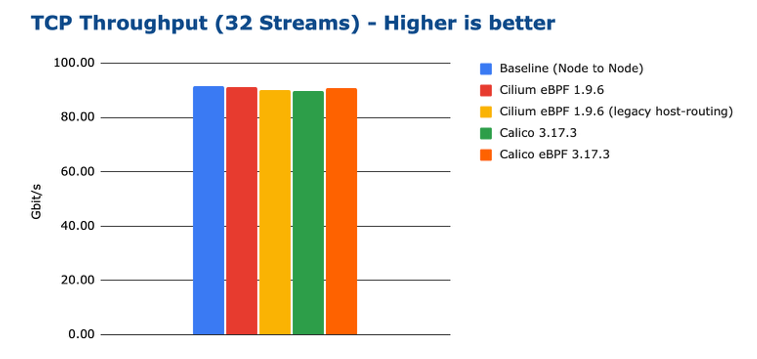 TCP Throughput (32 Streams) - Higher is better
100.00
80.00
60.00
40.00
20.00
0.00
Gbit/s
Baseline (Node to Node)
Cilium eBPF 1.9.6
Cilium eBPF 1.9.6 (legacy host-routing)
Calico 3.17.3
Calico eBPF 3.17.3